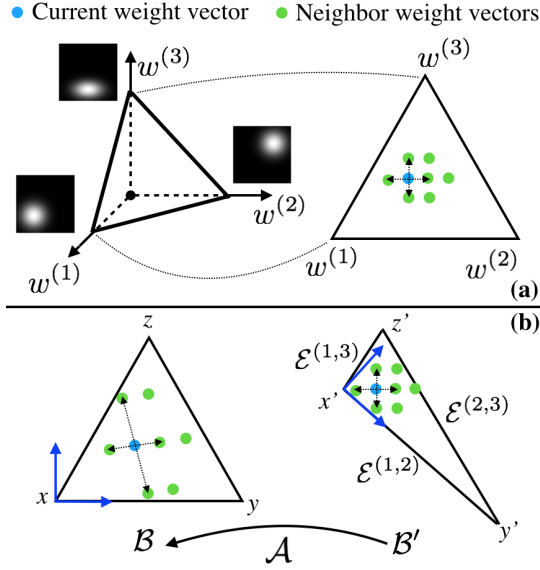 Current weight vector Neighbor weight vectors
w^(3) w^(3)
w^(2)
w^(1) w^(1) w^(2)
(a)
(b)
z z'
ℰ^(1,3)
x' ℰ^(2,3)
ℰ^(1,2)
x y y'
ℬ 𝒜 ℬ′